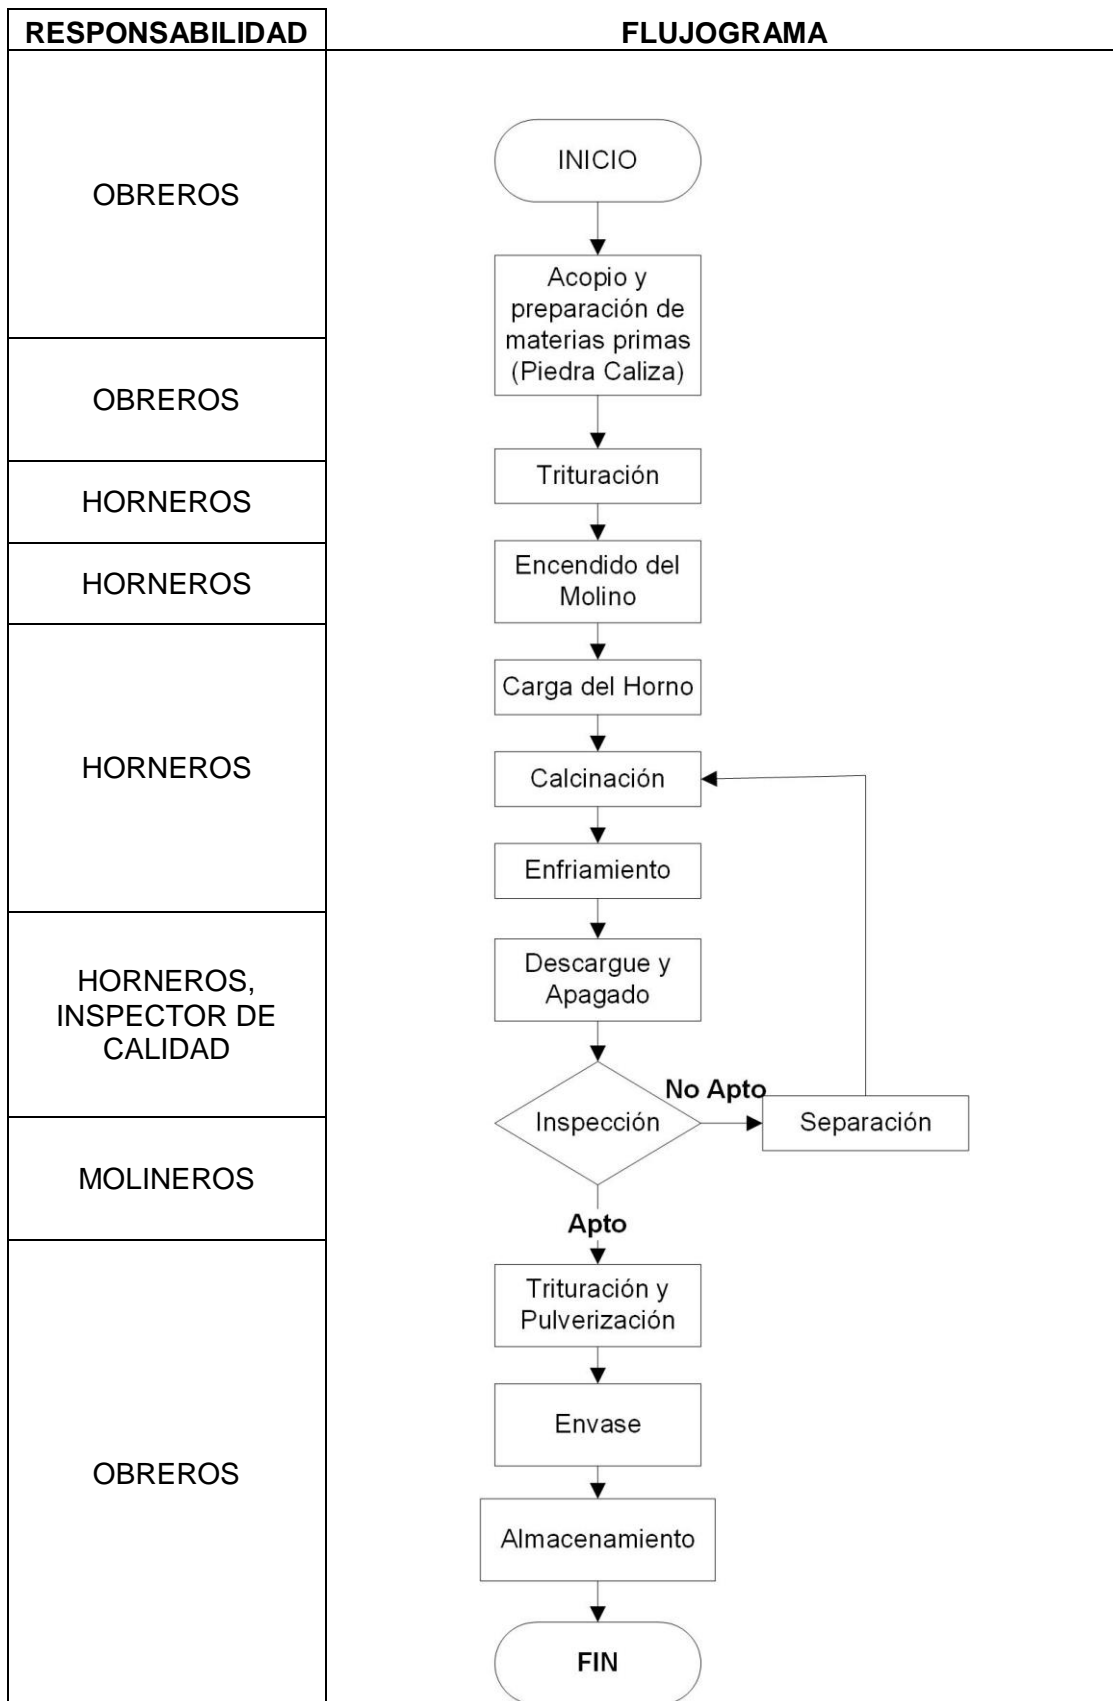 RESPONSABILIDAD
FLUJOGRAMA
OBREROS
OBREROS
HORNEROS
HORNEROS
HORNEROS
HORNEROS,
INSPECTOR DE
CALIDAD
MOLINEROS
OBREROS
INICIO
Acopio y
preparación de
materias primas
(Piedra Caliza)
Trituración
Encendido del
Molino
Carga del Horno
Calcinación
Enfriamiento
Descargue y
Apagado
Inspección
No Apto
Separación
Apto
Trituración y
Pulverización
Envase
Almacenamiento
FIN